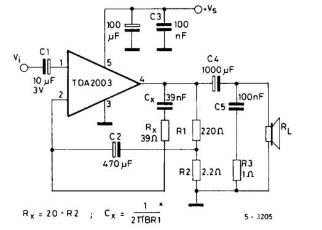 +Vs
100 µF
C3
100 nF
Vi
C1
10 µF
3V
1
5
TDA2003
4
2
3
C4
1000 µF
Cx
39nF
100nF
C5
Rx
39Ω
R1
220Ω
RL
C2
470 µF
R2
2.2Ω
R3
1Ω
Rx = 20 · R2 ; Cx = 1 / 2πBR1 *
S - 3205